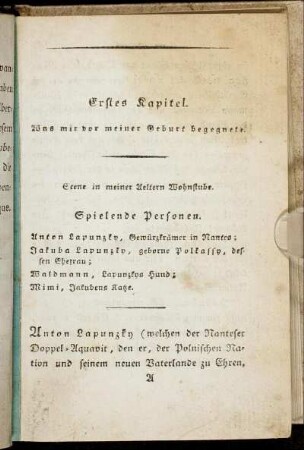 Erstes Kapitel.
Was mir vor meiner Geburt begegnete.
Scene in meiner Aeltern Wohnstube.
Spielende Personen.
Anton Lapunzky, Gewürzkrämer in Nantes;
Jakuba Lapunzky, geborne Polkassy, des-
sen Ehefrau;
Waldmann, Lapunzkys Hund;
Mimi, Jakubens Katze.
Anton Lapunzky (welchen der Nanteser
Doppel-Aquavit, den er, der Polnischen Na-
tion und seinem neuen Vaterlande zu Ehren,
A